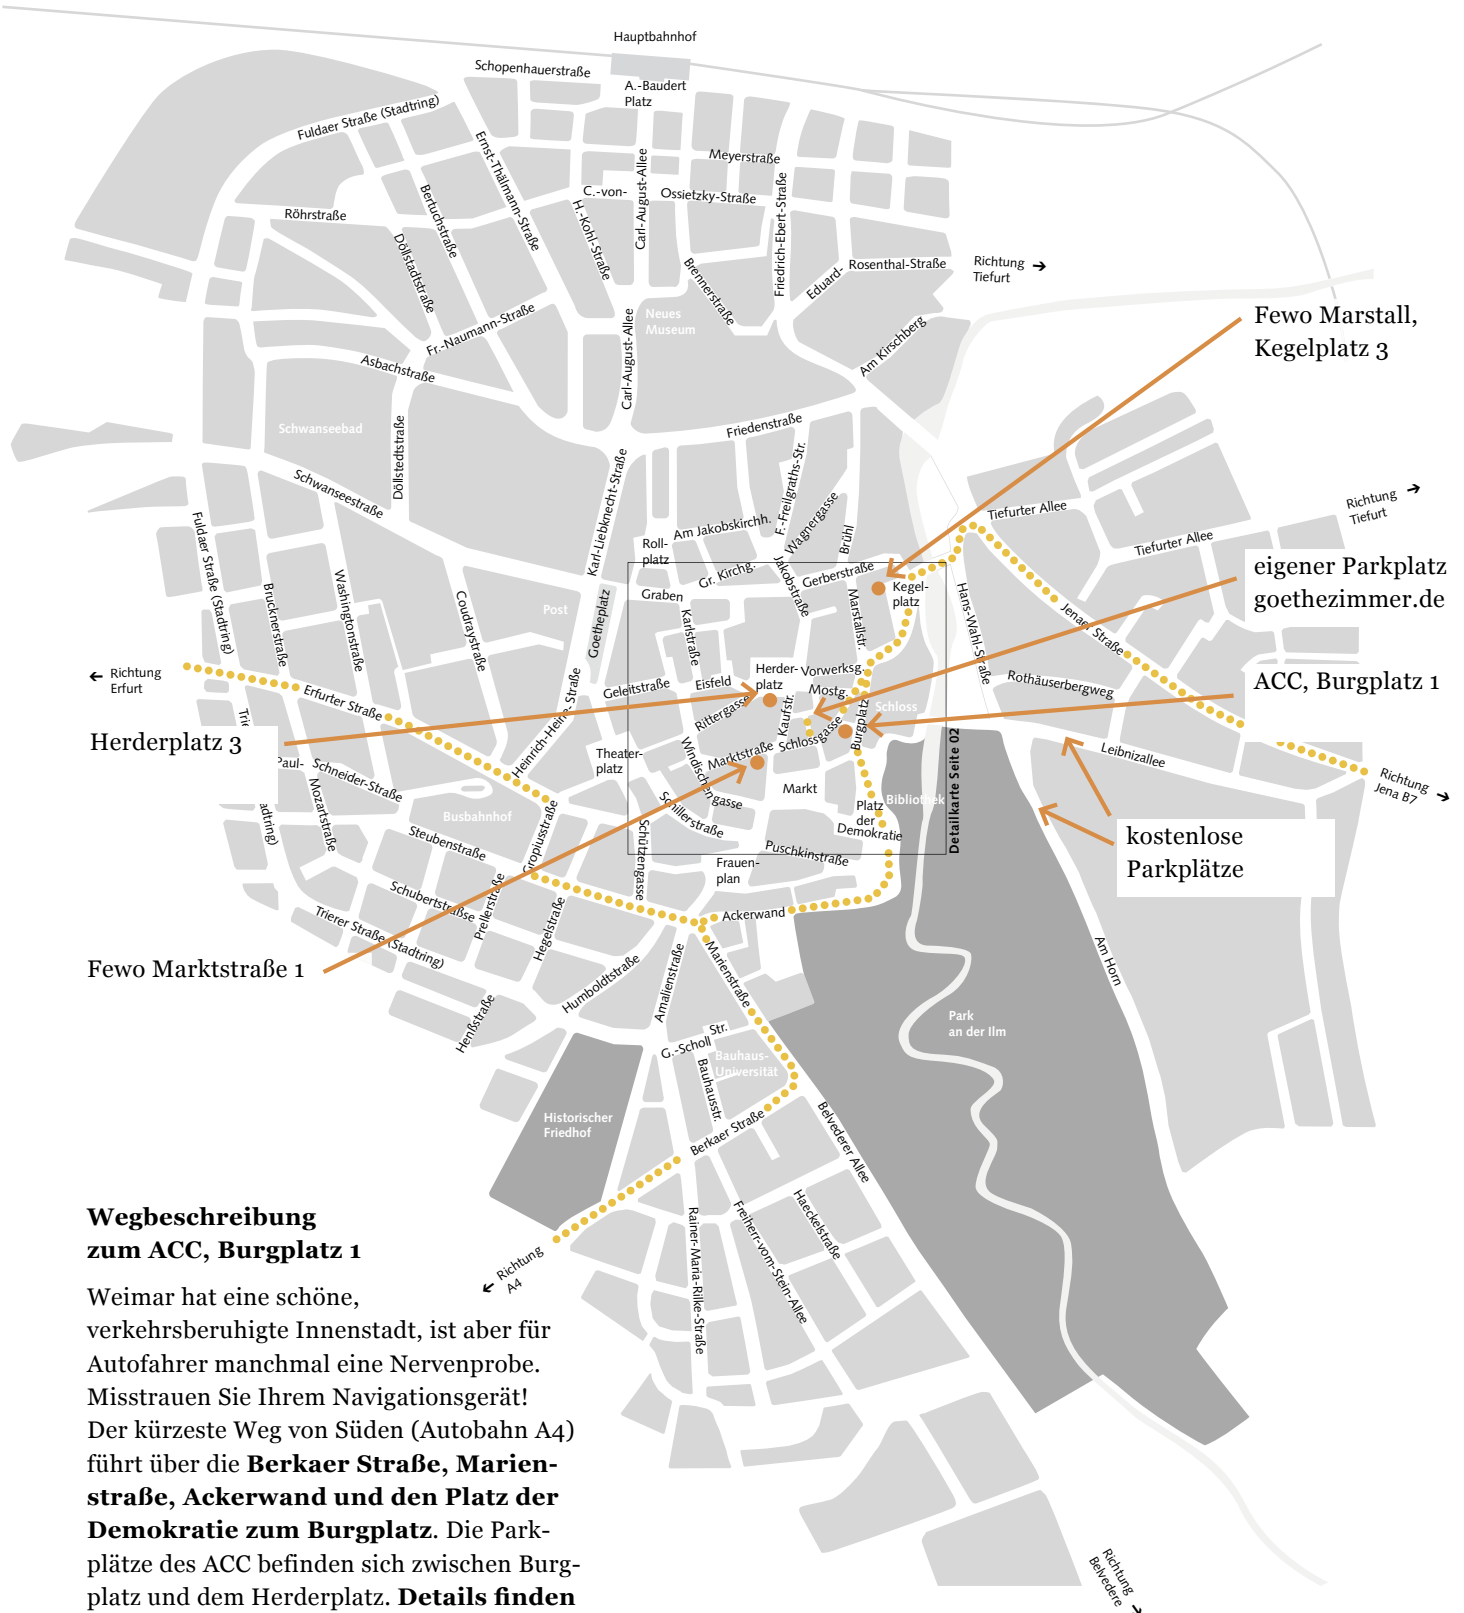 Hauptbahnhof
Schopenhauerstraße
A.-Baudert
Platz
Fuldaer Straße (Stadtring)
Ernst-Thälmann-Straße
Carl-August-Allee
Meyerstraße
C.-von-
Ossietzky-Straße
Friedrich-Ebert-Straße
Röhrstraße
Bertuchstraße
H.-Kohl-Straße
Döllstadtstraße
Brennerstraße
Eduard-
Rosenthal-Straße
Richtung
Tiefurt
Neues
Museum
Fr.-Naumann-Straße
Carl-August-Allee
Am Kirschberg
Fewo Marstall,
Kegelplatz 3
Asbachstraße
Schwanseebad
Döllstedtstraße
Friedenstraße
Schwanseestraße
Karl-Liebknecht-Straße
F.-Freilgraths-Str.
Wagnergasse
Brühl
Am Jakobskirchh.
Roll-
platz
Tiefurter Allee
Richtung
Tiefurt
Tiefurter Allee
Fuldaer Straße (Stadtring)
Brucknerstraße
Washingtonstraße
Coudraystraße
Post
Goetheplatz
Gr. Kirchg.
Jakobstraße
Gerberstraße
Kegel-
platz
Graben
Karlstraße
Marstallstr.
Hans-Wahl-Straße
Jenaer Straße
eigener Parkplatz
goethezimmer.de
Richtung
Erfurt
Erfurter Straße
Geleitstraße
Eisfeld
Herder-
platz
Vorwerksg.
Mostg.
Rothäuserbergweg
ACC, Burgplatz 1
Heinrich-Heine-Straße
Rittergasse
Kaufstr.
Burgplatz
Schloss
Herderplatz 3
Theater-
platz
Windischengasse
Marktstraße
Schlossgasse
Leibnizallee
Detailkarte Seite 02
Paul-
Schneider-Straße
Mozartstraße
Markt
Richtung
Jena B7
Busbahnhof
Schillerstraße
Platz
der
Demokratie
Bibliothek
adtring)
Steubenstraße
Gropiusstraße
Schützengasse
Puschkinstraße
kostenlose
Parkplätze
Frauen-
plan
Schubertstraßse
Prellerstraße
Hegelstraße
Ackerwand
Trierer Straße (Stadtring)
Fewo Marktstraße 1
Humboldtstraße
Amalienstraße
Marienstraße
Am Horn
Henßstraße
Park
an der Ilm
G.-Scholl
Str.
Bauhaus-
Universität
Bauhausstr.
Historischer
Friedhof
Berkaer Straße
Belvederer Allee
Haeckelstraße
Freiherr-vom-Stein-Allee
Rainer-Maria-Rilke-Straße
Richtung
A4
Richtung
Belvedere
Wegbeschreibung
zum ACC, Burgplatz 1
Weimar hat eine schöne,
verkehrsberuhigte Innenstadt, ist aber für
Autofahrer manchmal eine Nervenprobe.
Misstrauen Sie Ihrem Navigationsgerät!
Der kürzeste Weg von Süden (Autobahn A4)
führt über die Berkaer Straße, Marien-
straße, Ackerwand und den Platz der
Demokratie zum Burgplatz. Die Park-
plätze des ACC befinden sich zwischen Burg-
platz und dem Herderplatz. Details finden